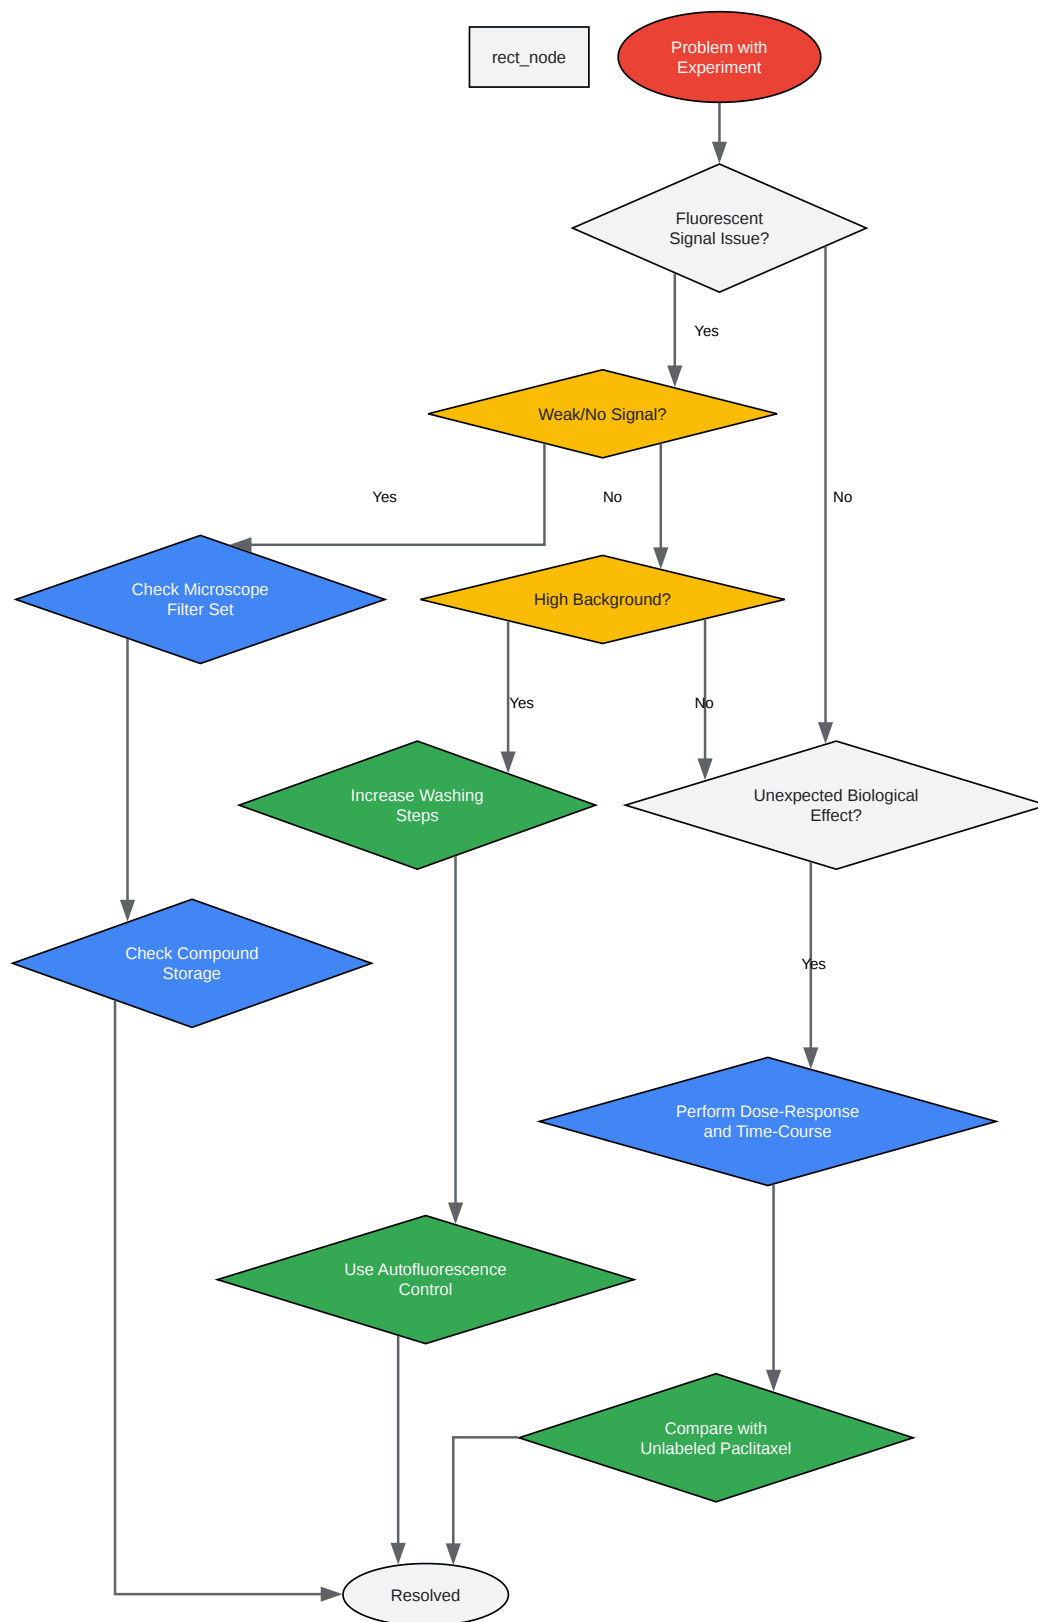 rect_node
Problem with
Experiment
Fluorescent
Signal Issue?
Yes
Weak/No Signal?
Yes
No
No
Check Microscope
Filter Set
High Background?
Yes
No
Increase Washing
Steps
Unexpected Biological
Effect?
Check Compound
Storage
Yes
Perform Dose-Response
and Time-Course
Use Autofluorescence
Control
Compare with
Unlabeled Paclitaxel
Resolved